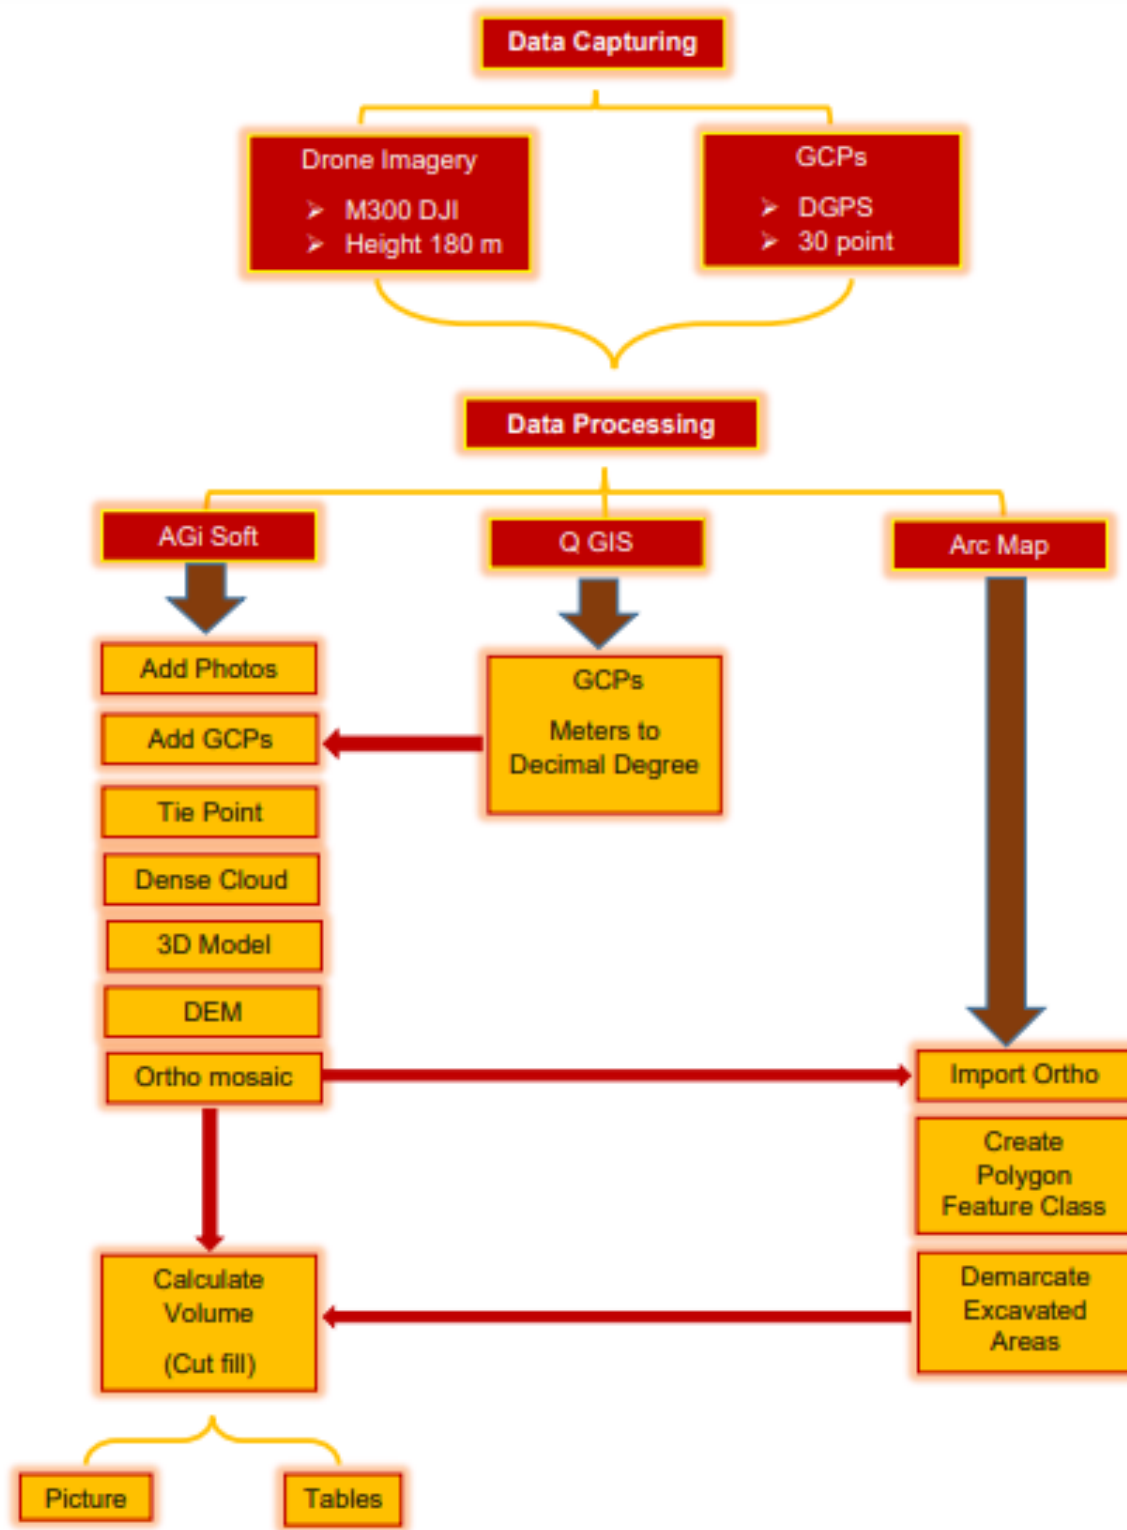 Data Capturing
Drone Imagery
➢ M300 DJI
➢ Height 180 m
GCPs
➢ DGPS
➢ 30 point
Data Processing
AGi Soft
Q GIS
Arc Map
Add Photos
Add GCPs
Tie Point
Dense Cloud
3D Model
DEM
Ortho mosaic
GCPs
Meters to
Decimal Degree
Import Ortho
Create
Polygon
Feature Class
Demarcate
Excavated
Areas
Calculate
Volume
(Cut fill)
Picture
Tables